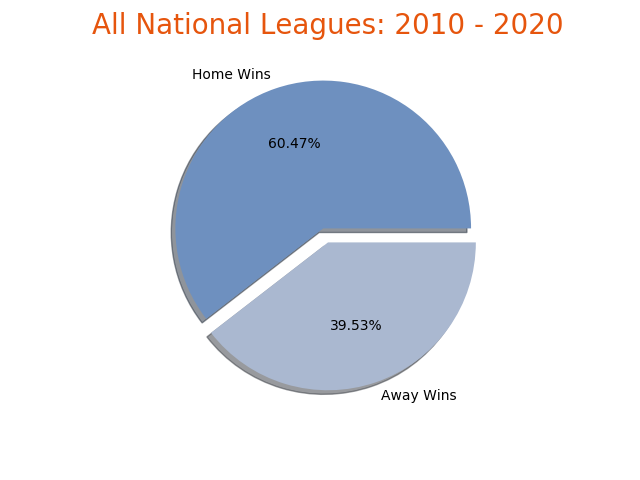 All National Leagues: 2010 - 2020
Home Wins
60.47%
39.53%
Away Wins